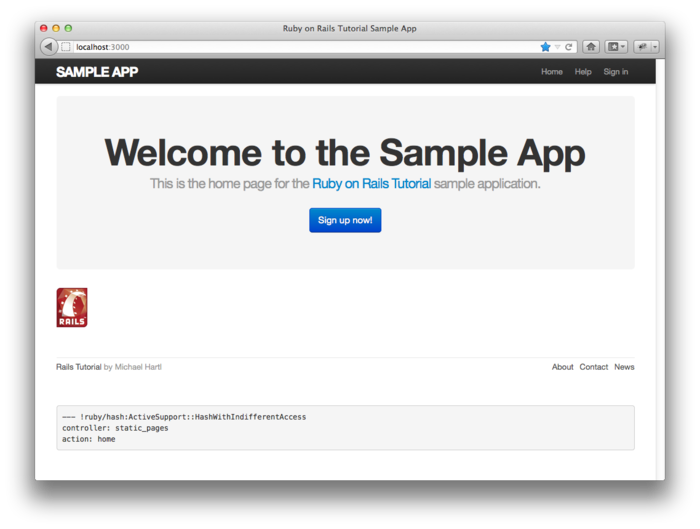 Ruby on Rails Tutorial Sample App
localhost:3000
SAMPLE APP
Home Help Sign in
Welcome to the Sample App
This is the home page for the Ruby on Rails Tutorial sample application.
Sign up now!
RAILS
Rails Tutorial by Michael Hartl
About Contact News
--- !ruby/hash:ActiveSupport::HashWithIndifferentAccess
controller: static_pages
action: home